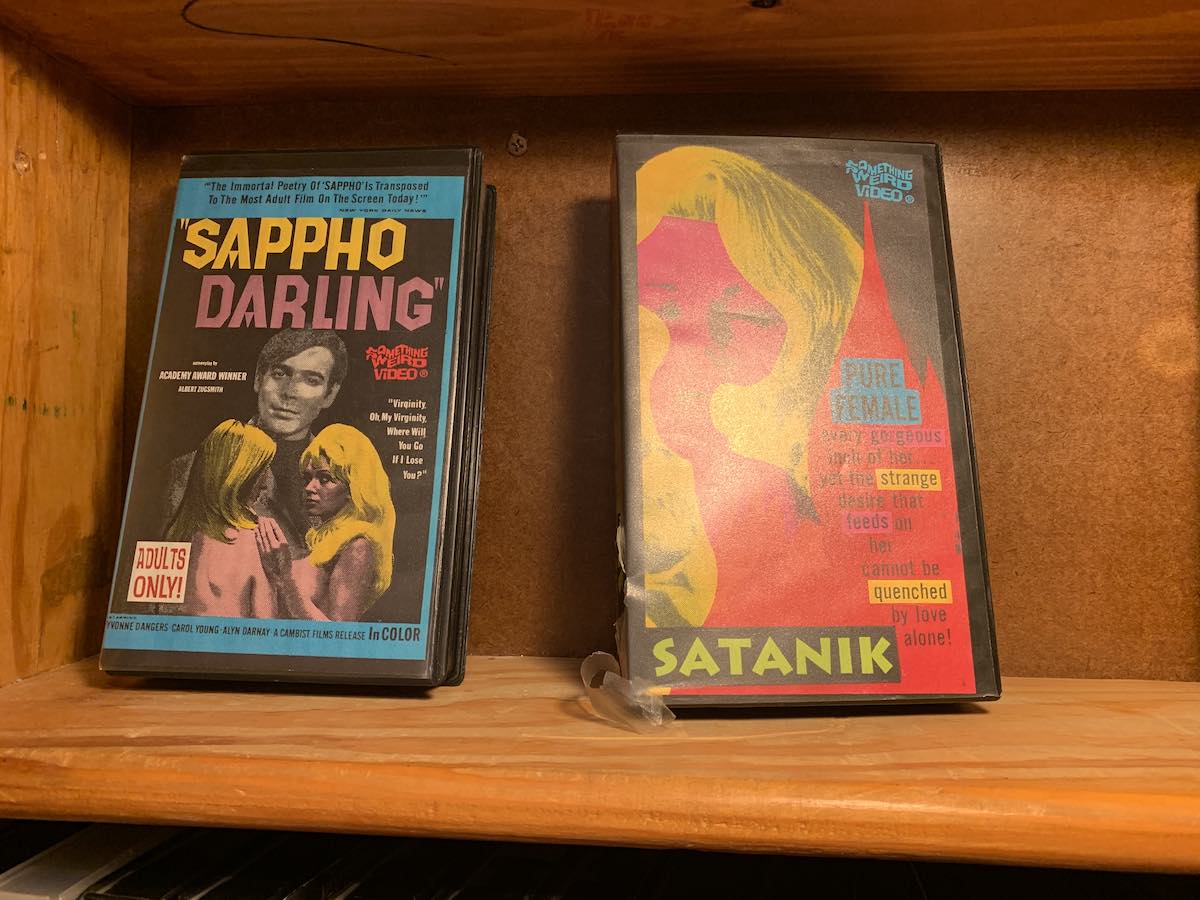 "'The Immortal Poetry Of 'SAPPHO' Is Transposed
To The Most Adult Film On The Screen Today!'"
NEW YORK DAILY NEWS
"SAPPHO
DARLING"
SOMETHING
WEIRD
VIDEO®
screenplay by
ACADEMY AWARD WINNER
ALBERT ZUGSMITH
"Virginity,
Oh, My Virginity,
Where Will
You Go
If I Lose
You?"
ADULTS
ONLY!
STARRING
YVONNE DANGERS · CAROL YOUNG · ALYN DARNAY · A CAMBIST FILMS RELEASE In COLOR
SOMETHING
WEIRD
VIDEO®
PURE
FEMALE
every gorgeous
inch of her...
yet the strange
desire that
feeds on
her
cannot be
quenched
by love
alone!
SATANIK